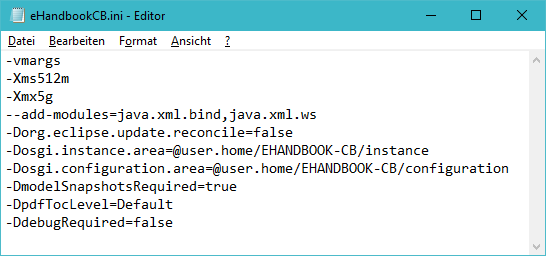 eHandbookCB.ini - Editor
Datei Bearbeiten Format Ansicht ?
-vmargs
-Xms512m
-Xmx5g
--add-modules=java.xml.bind,java.xml.ws
-Dorg.eclipse.update.reconcile=false
-Dosgi.instance.area=@user.home/EHANDBOOK-CB/instance
-Dosgi.configuration.area=@user.home/EHANDBOOK-CB/configuration
-DmodelSnapshotsRequired=true
-DpdfTocLevel=Default
-DdebugRequired=false